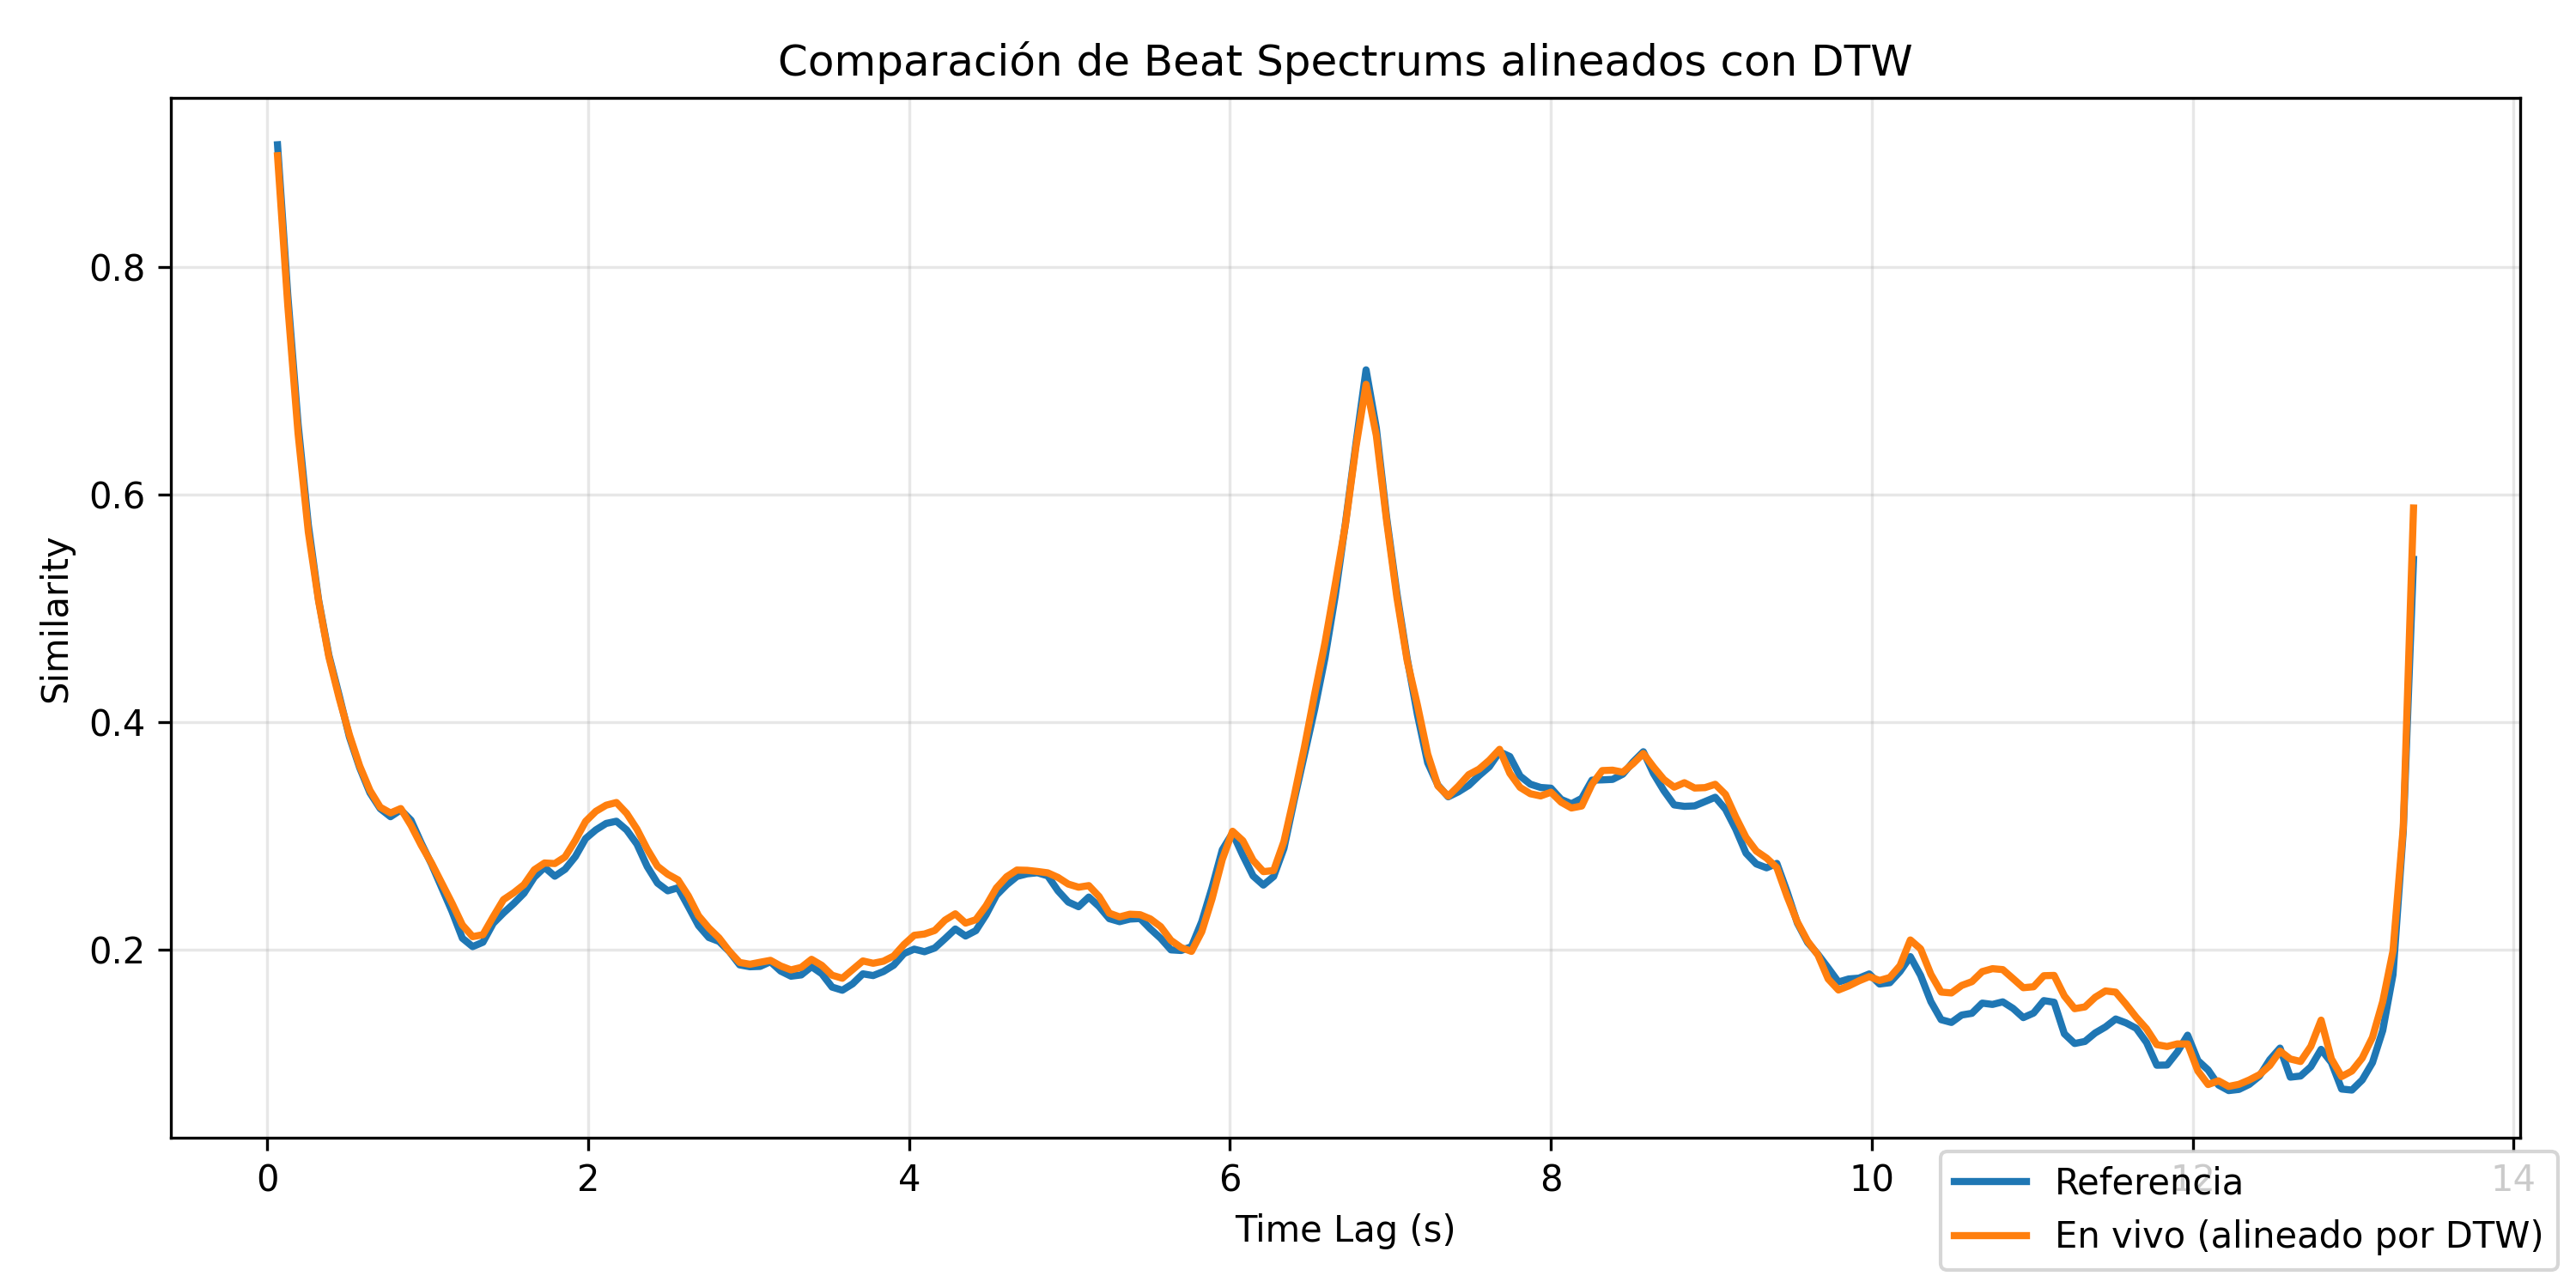 Comparación de Beat Spectrums alineados con DTW
Similarity
0.8
0.6
0.4
0.2
0 2 4 6 8 10 12 14
Time Lag (s)
Referencia
En vivo (alineado por DTW)